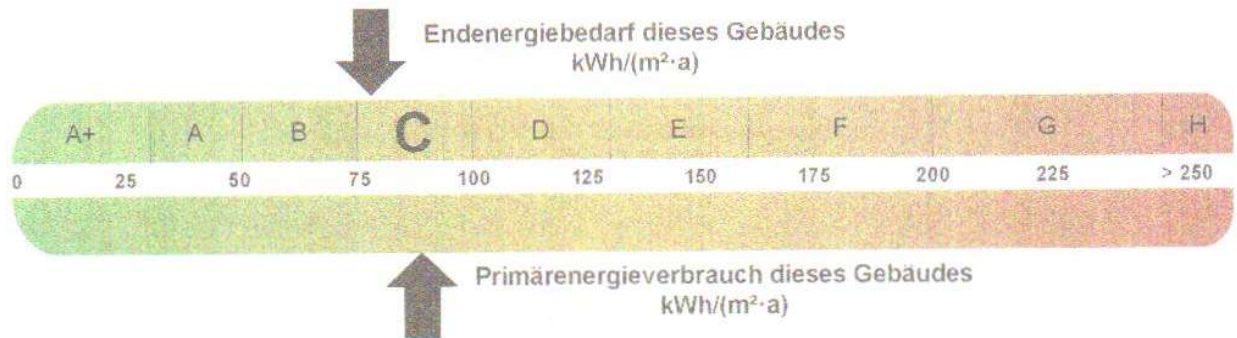 Endenergiebedarf dieses Gebäudes
kWh/(m²·a)
A+ A B C D E F G H
0 25 50 75 100 125 150 175 200 225 > 250
Primärenergieverbrauch dieses Gebäudes
kWh/(m²·a)